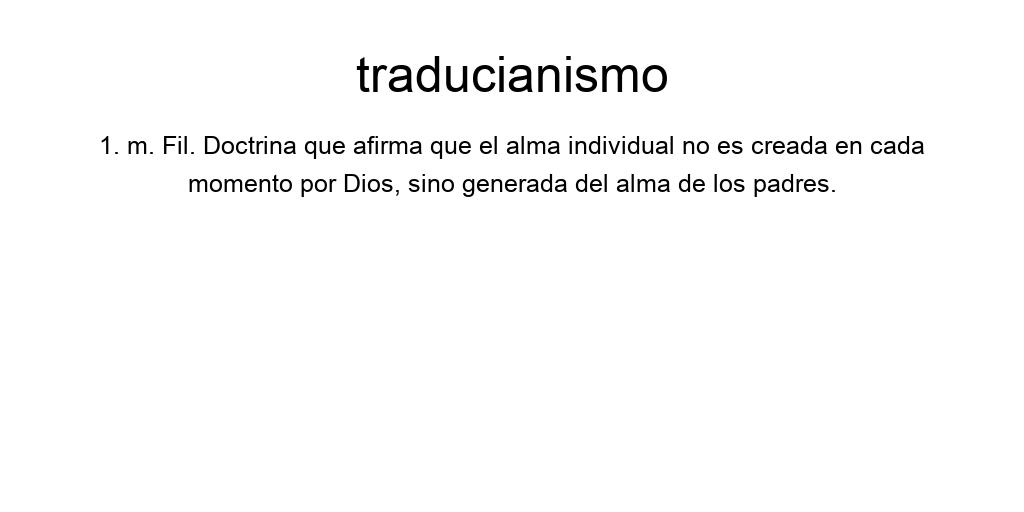 traducianismo
1. m. Fil. Doctrina que afirma que el alma individual no es creada en cada
momento por Dios, sino generada del alma de los padres.